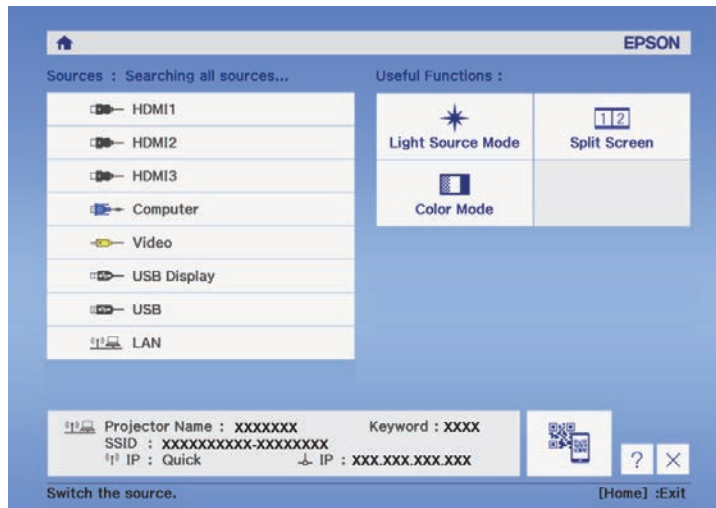 EPSON
Sources : Searching all sources...
HDMI1
HDMI2
HDMI3
Computer
Video
USB Display
USB
LAN
Useful Functions :
Light Source Mode
1 2
Split Screen
Color Mode
Projector Name : XXXXXXX Keyword : XXXX
SSID : XXXXXXXXXX-XXXXXXXX
IP : Quick IP : XXX.XXX.XXX.XXX
?
Switch the source. [Home] :Exit